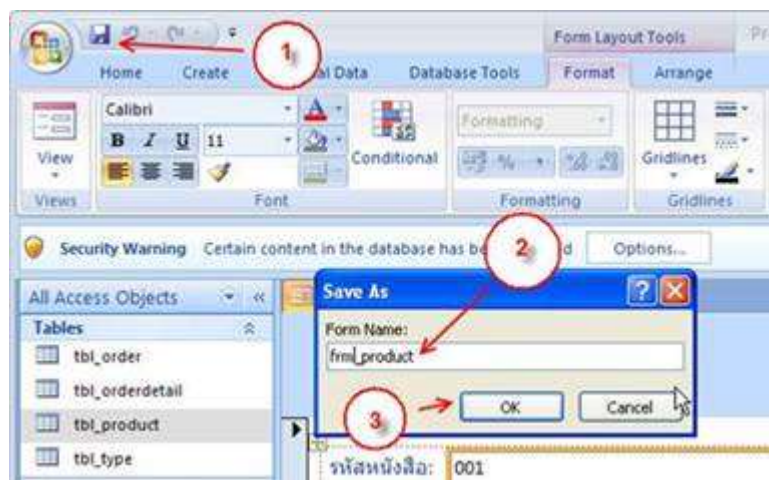 Form Layout Tools
Pr
1
Home Create al Data Database Tools Format Arrange
Calibri
B I U 11
A
View
Conditional
Formatting
%
Gridlines
Views Font Formatting Gridlines
Security Warning Certain content in the database has be d Options...
2
All Access Objects
Save As
Tables
Form Name:
tbl_order
frm_product
tbl_orderdetail
OK Cancel
3
tbl_product
tbl_type
รหัสหนังสือ: 001